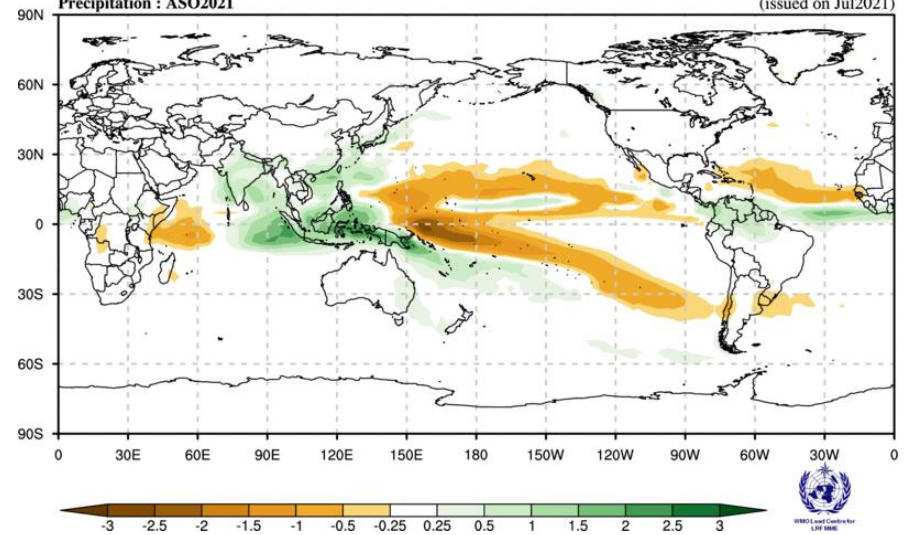 Precipitation : ASO2021
(issued on Jul2021)
90N
60N
30N
0
30S
60S
90S
0 30E 60E 90E 120E 150E 180 150W 120W 90W 60W 30W 0
-3 -2.5 -2 -1.5 -1 -0.5 -0.25 0.25 0.5 1 1.5 2 2.5 3
WMO Lead Centre for
LRF MME